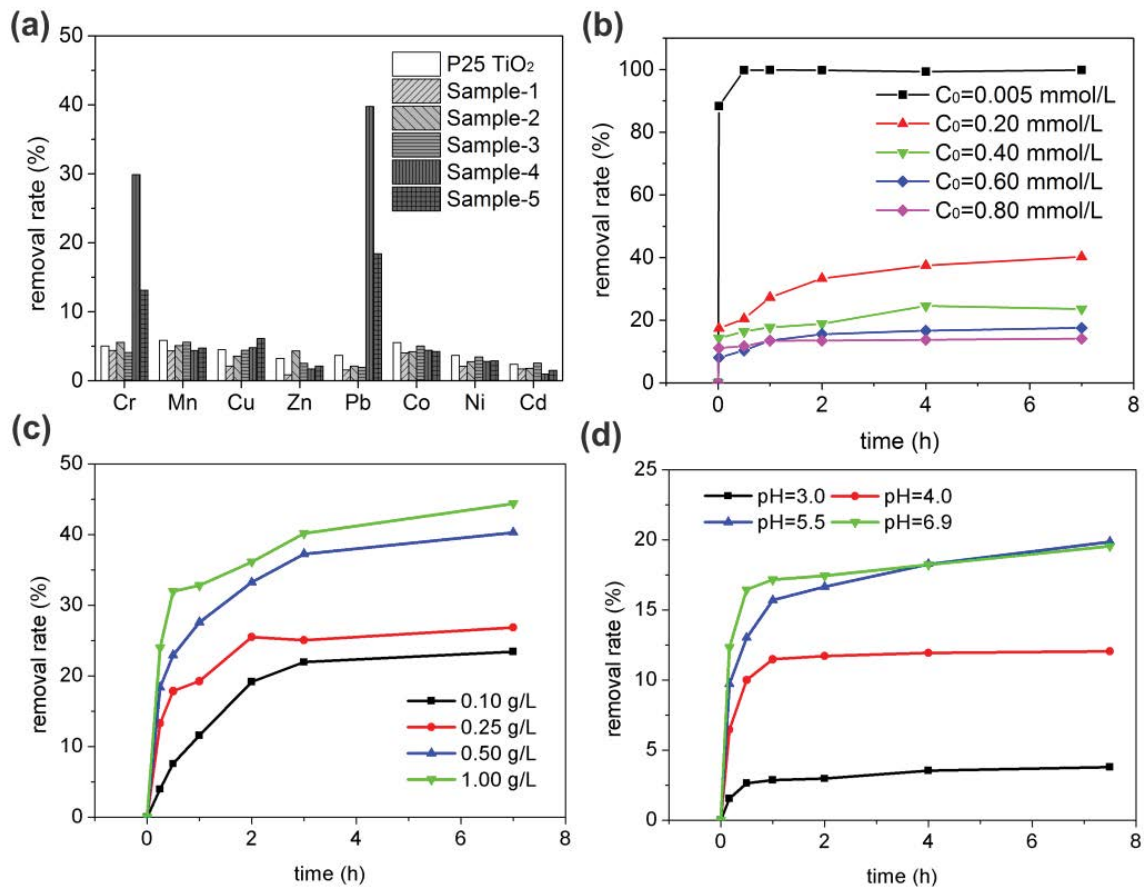 (a)
50
40
30
20
10
0
removal rate (%)
P25 TiO₂
Sample-1
Sample-2
Sample-3
Sample-4
Sample-5
Cr Mn Cu Zn Pb Co Ni Cd
(b)
100
80
60
40
20
0
removal rate (%)
C₀=0.005 mmol/L
C₀=0.20 mmol/L
C₀=0.40 mmol/L
C₀=0.60 mmol/L
C₀=0.80 mmol/L
0 2 4 6 8
time (h)
(c)
50
40
30
20
10
0
removal rate (%)
0.10 g/L
0.25 g/L
0.50 g/L
1.00 g/L
0 2 4 6 8
time (h)
(d)
25
20
15
10
5
0
removal rate (%)
pH=3.0 pH=4.0
pH=5.5 pH=6.9
0 2 4 6 8
time (h)